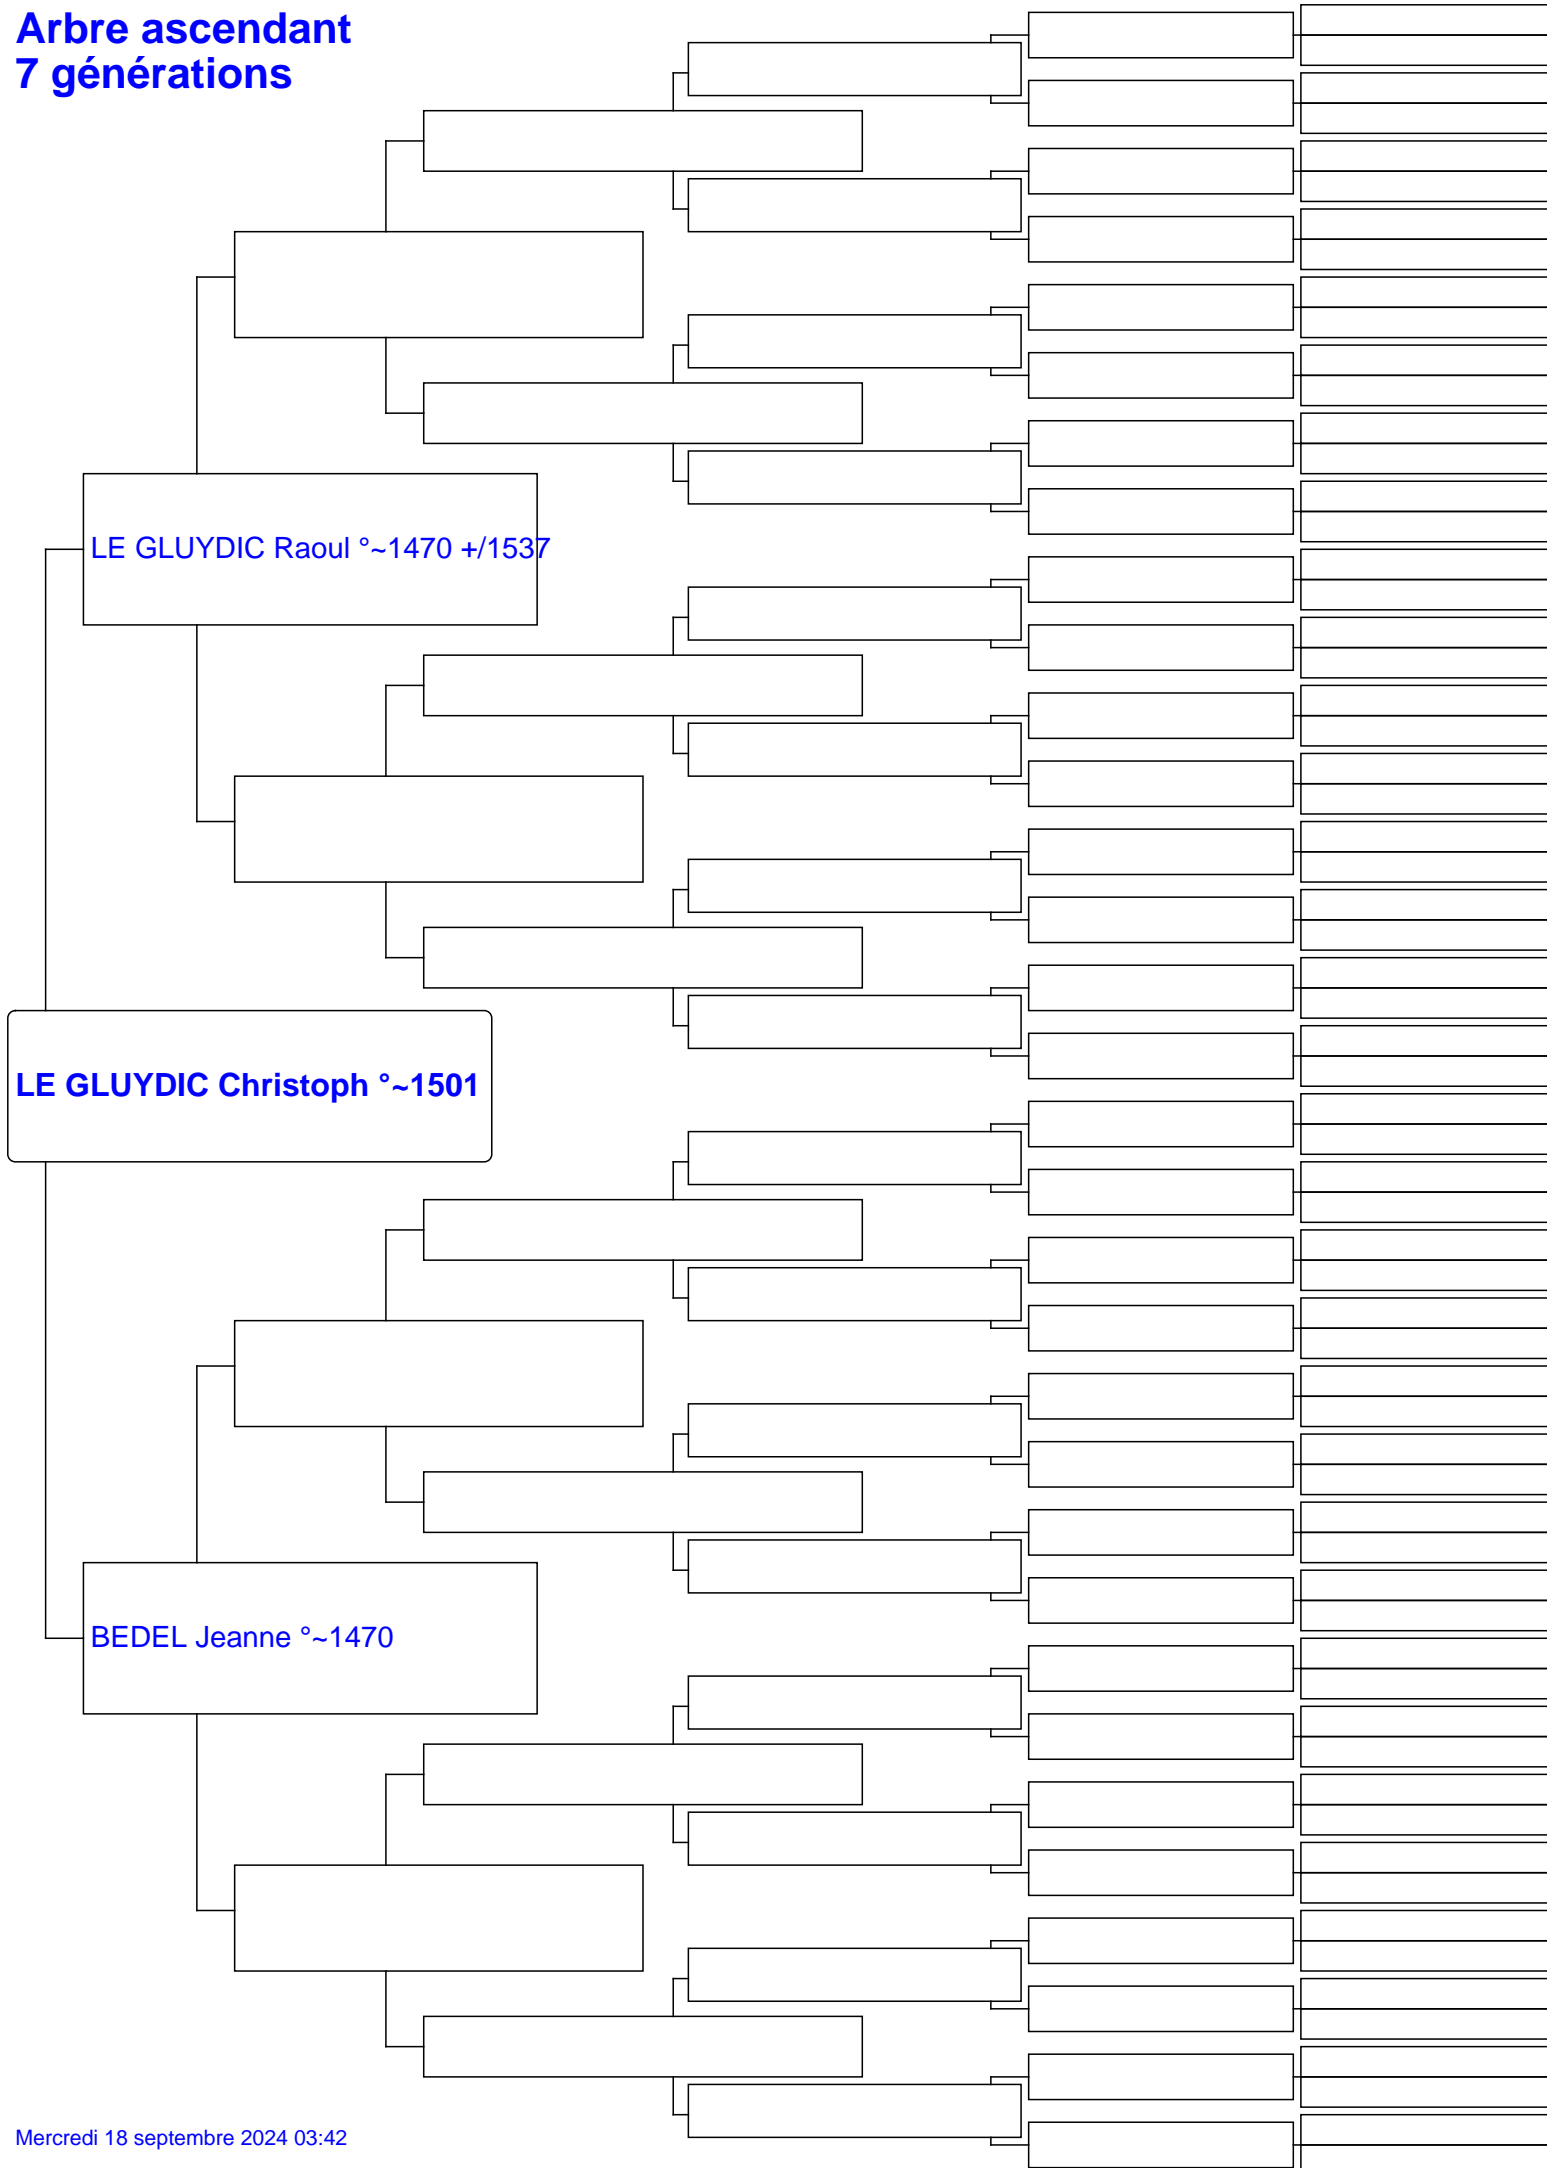 Arbre ascendant
7 générations
LE GLUYDIC Raoul °~1470 +/1537
LE GLUYDIC Christoph °~1501
BEDEL Jeanne °~1470
Mercredi 18 septembre 2024 03:42